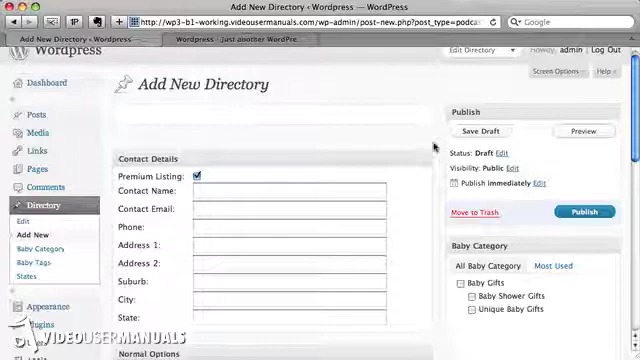 Add New Directory ‹ Wordpress — WordPress
http://wp3-b1-working.videousermanuals.com/wp-admin/post-new.php?post_type=podcas
Google
Add New Directory ‹ Wordpress —
Wordpress - Just another WordPre...
Wordpress
Edit Directory
Howdy, admin | Log Out
Screen Options
Help
Dashboard
Add New Directory
Posts
Media
Links
Pages
Comments
Directory
Edit
Add New
Baby Category
Baby Tags
States
Appearance
Plugins
Users
Contact Details
Premium Listing:
Contact Name:
Contact Email:
Phone:
Address 1:
Address 2:
Suburb:
City:
State:
Normal Options
Publish
Save Draft
Preview
Status: Draft Edit
Visibility: Public Edit
Publish immediately Edit
Move to Trash
Publish
Baby Category
All Baby Category
Most Used
Baby Gifts
Baby Shower Gifts
Unique Baby Gifts
VIDEOUSERMANUALS